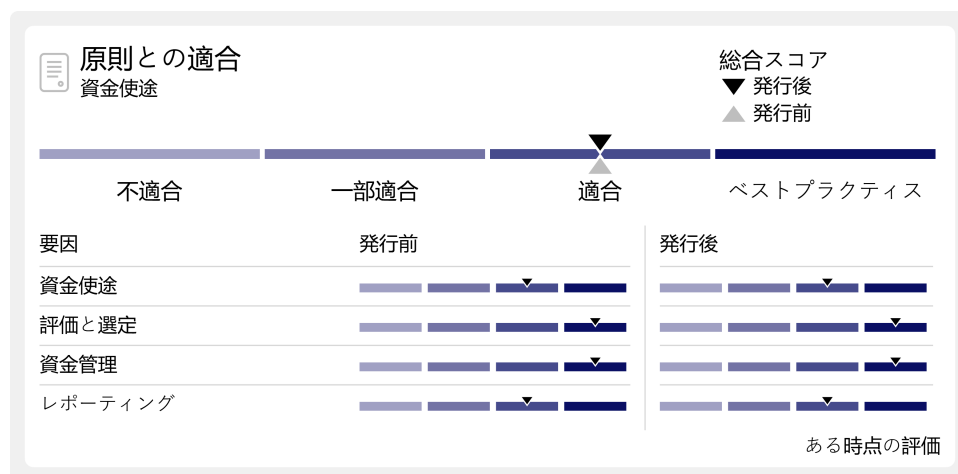 原則との適合
資金使途
総合スコア
発行後
発行前
不適合
一部適合
適合
ベストプラクティス
要因 発行前 発行後
資金使途
評価と選定
資金管理
レポーティング
ある時点の評価